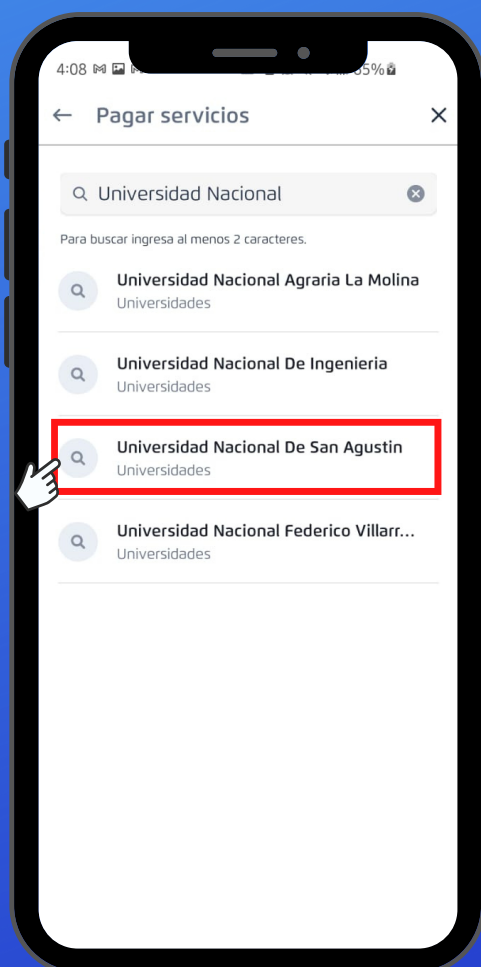 4:08
5%
Pagar servicios
Universidad Nacional
Para buscar ingresa al menos 2 caracteres.
Universidad Nacional Agraria La Molina
Universidades
Universidad Nacional De Ingenieria
Universidades
Universidad Nacional De San Agustin
Universidades
Universidad Nacional Federico Villarr...
Universidades